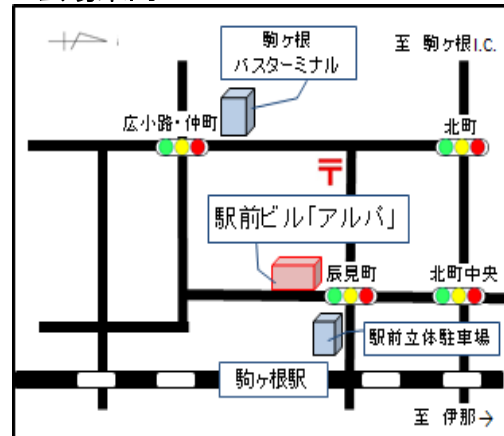 駒ヶ根
バスターミナル
至 駒ヶ根I.C.
広小路・仲町
北町
〒
駅前ビル「アルパ」
辰見町
北町中央
駅前立体駐車場
駒ヶ根駅
至 伊那→